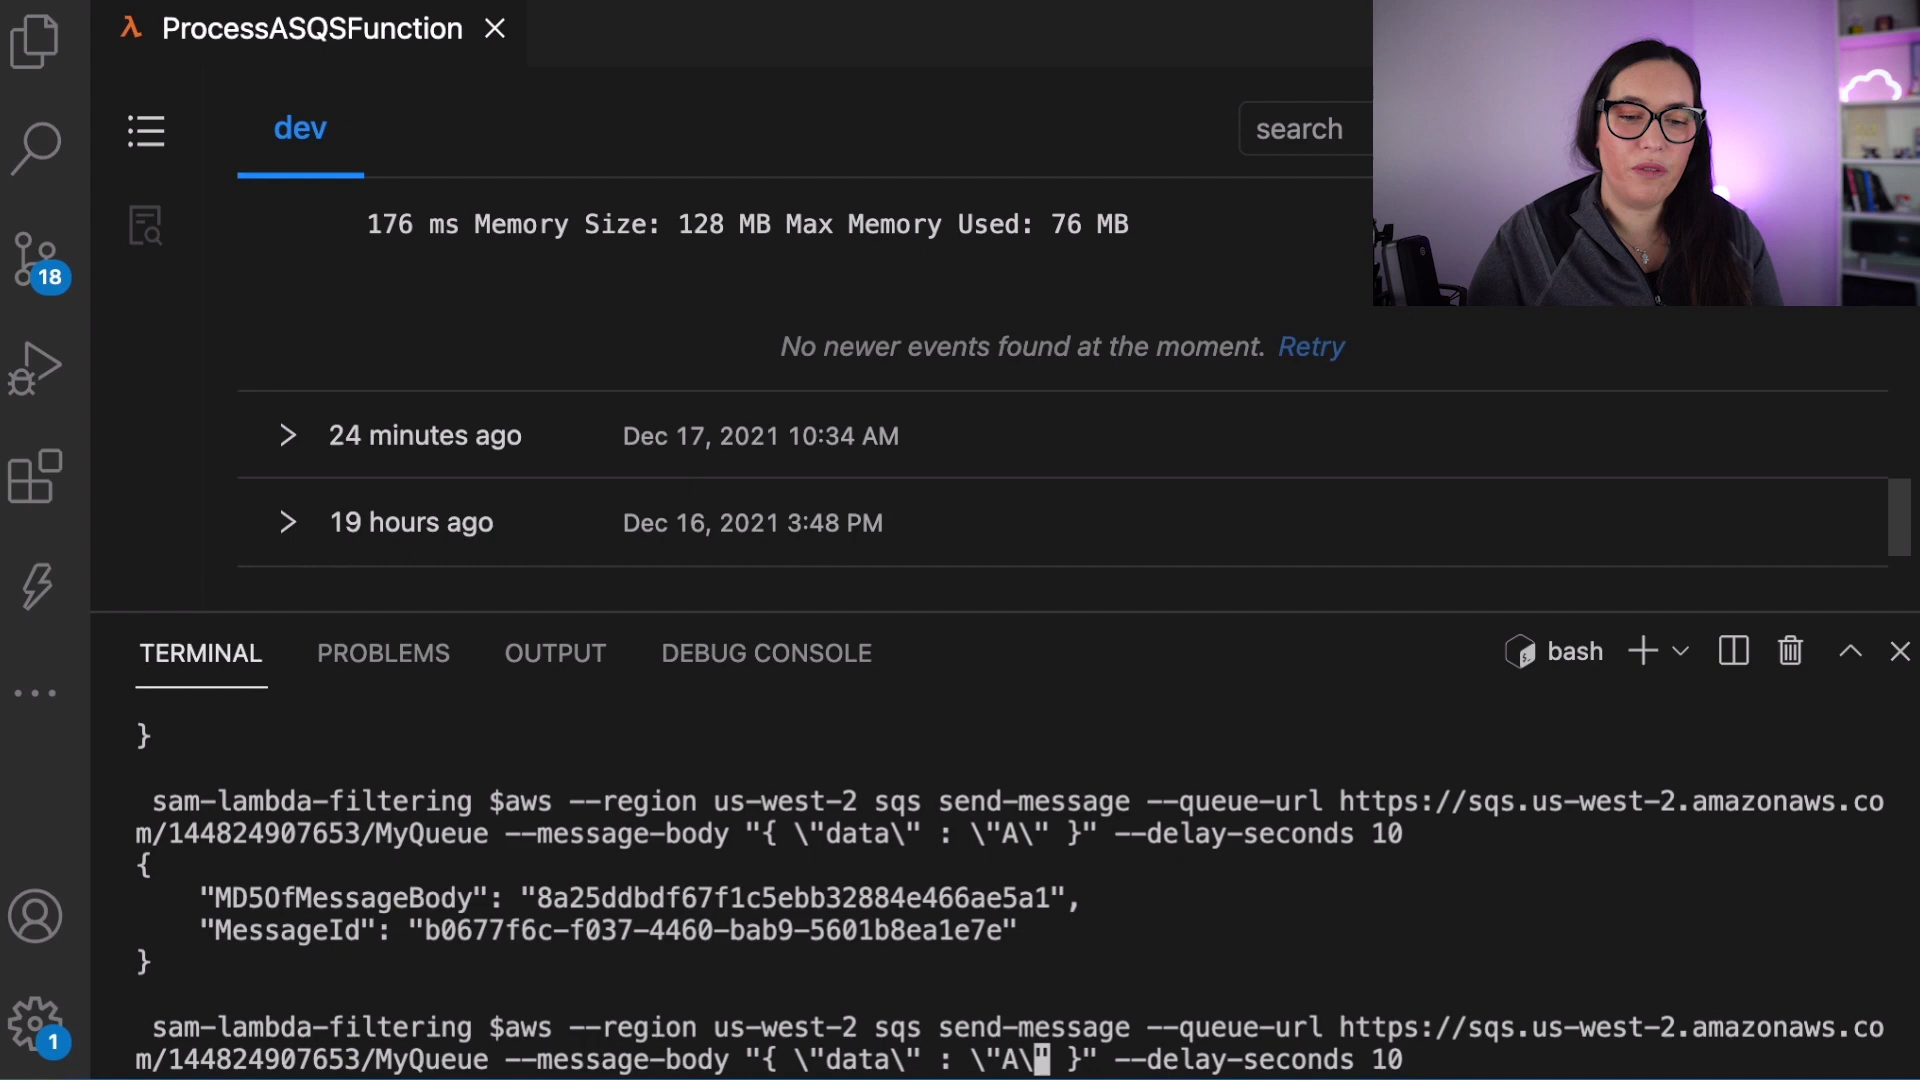 ProcessASQSFunction
dev
search
176 ms Memory Size: 128 MB Max Memory Used: 76 MB
No newer events found at the moment. Retry
18
24 minutes ago Dec 17, 2021 10:34 AM
19 hours ago Dec 16, 2021 3:48 PM
TERMINAL PROBLEMS OUTPUT DEBUG CONSOLE bash
}
sam-lambda-filtering $aws --region us-west-2 sqs send-message --queue-url https://sqs.us-west-2.amazonaws.co
m/144824907653/MyQueue --message-body "{ \"data\" : \"A\" }" --delay-seconds 10
{
"MD5OfMessageBody": "8a25ddbdf67f1c5ebb32884e466ae5a1",
"MessageId": "b0677f6c-f037-4460-bab9-5601b8ea1e7e"
}
sam-lambda-filtering $aws --region us-west-2 sqs send-message --queue-url https://sqs.us-west-2.amazonaws.co
m/144824907653/MyQueue --message-body "{ \"data\" : \"A\" }" --delay-seconds 10
1